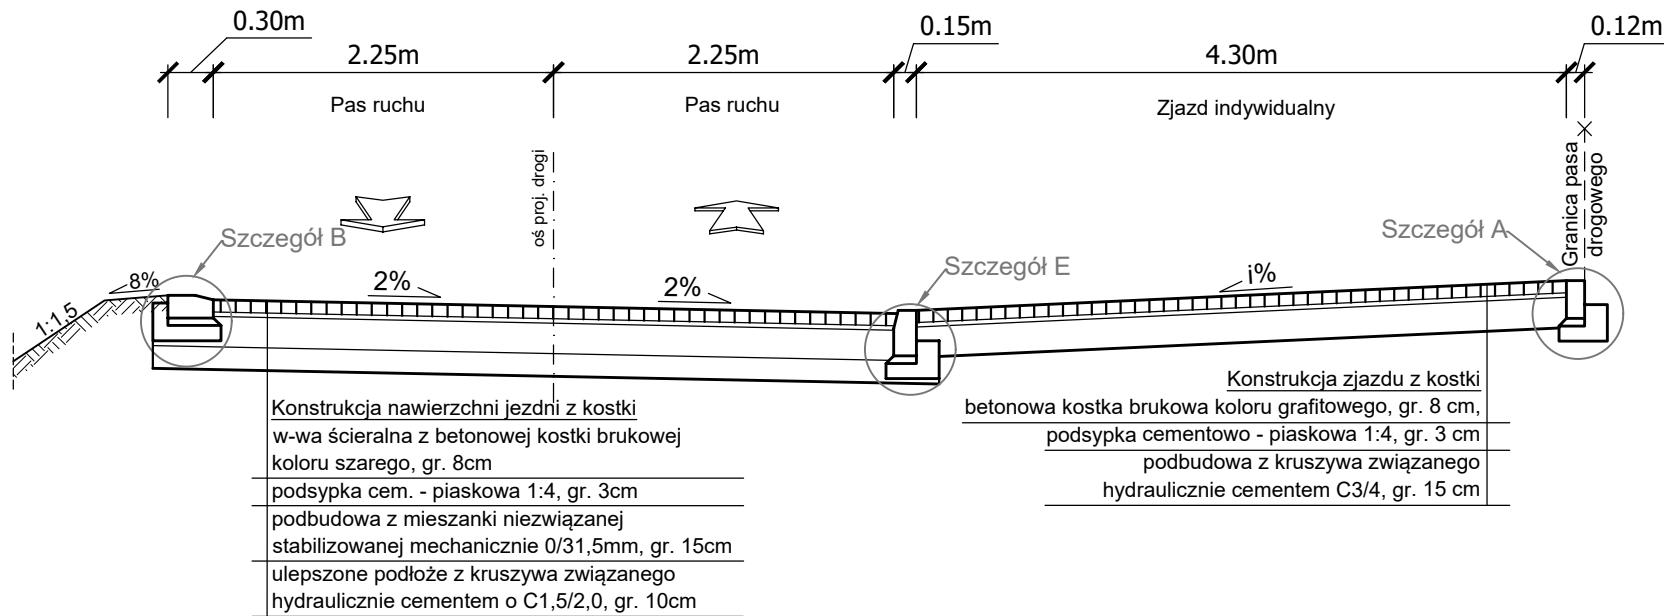 0.30m
0.15m
0.12m
2.25m
2.25m
4.30m
Pas ruchu
Pas ruchu
Zjazd indywidualny
oś proj. drogi
Granica pasa
drogowego
Szczegół B
Szczegół E
Szczegół A
8%
1:1,5
2%
2%
i%
Konstrukcja nawierzchni jezdni z kostki
w-wa ścieralna z betonowej kostki brukowej
koloru szarego, gr. 8cm
podsypka cem. - piaskowa 1:4, gr. 3cm
podbudowa z mieszanki niezwiązanej
stabilizowanej mechanicznie 0/31,5mm, gr. 15cm
ulepszone podłoże z kruszywa związanego
hydraulicznie cementem o C1,5/2,0, gr. 10cm
Konstrukcja zjazdu z kostki
betonowa kostka brukowa koloru grafitowego, gr. 8 cm,
podsypka cementowo - piaskowa 1:4, gr. 3 cm
podbudowa z kruszywa związanego
hydraulicznie cementem C3/4, gr. 15 cm